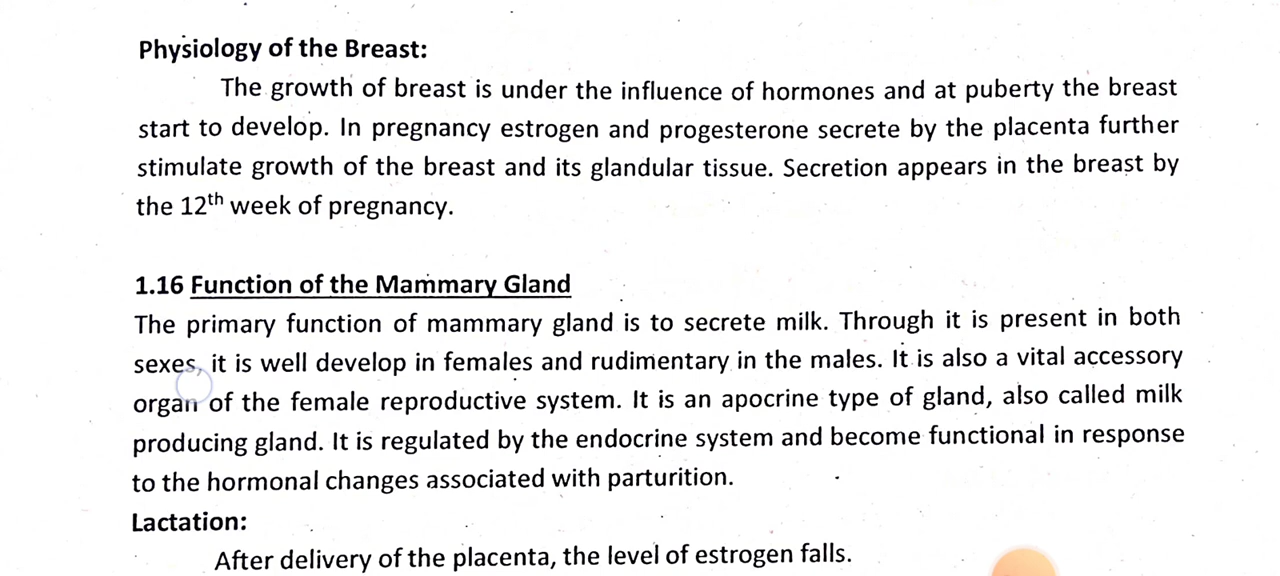 Physiology of the Breast:
The growth of breast is under the influence of hormones and at puberty the breast
start to develop. In pregnancy estrogen and progesterone secrete by the placenta further
stimulate growth of the breast and its glandular tissue. Secretion appears in the breast by
the 12th week of pregnancy.
1.16 Function of the Mammary Gland
The primary function of mammary gland is to secrete milk. Through it is present in both
sexes, it is well develop in females and rudimentary in the males. It is also a vital accessory
organ of the female reproductive system. It is an apocrine type of gland, also called milk
producing gland. It is regulated by the endocrine system and become functional in response
to the hormonal changes associated with parturition.
Lactation:
After delivery of the placenta, the level of estrogen falls.